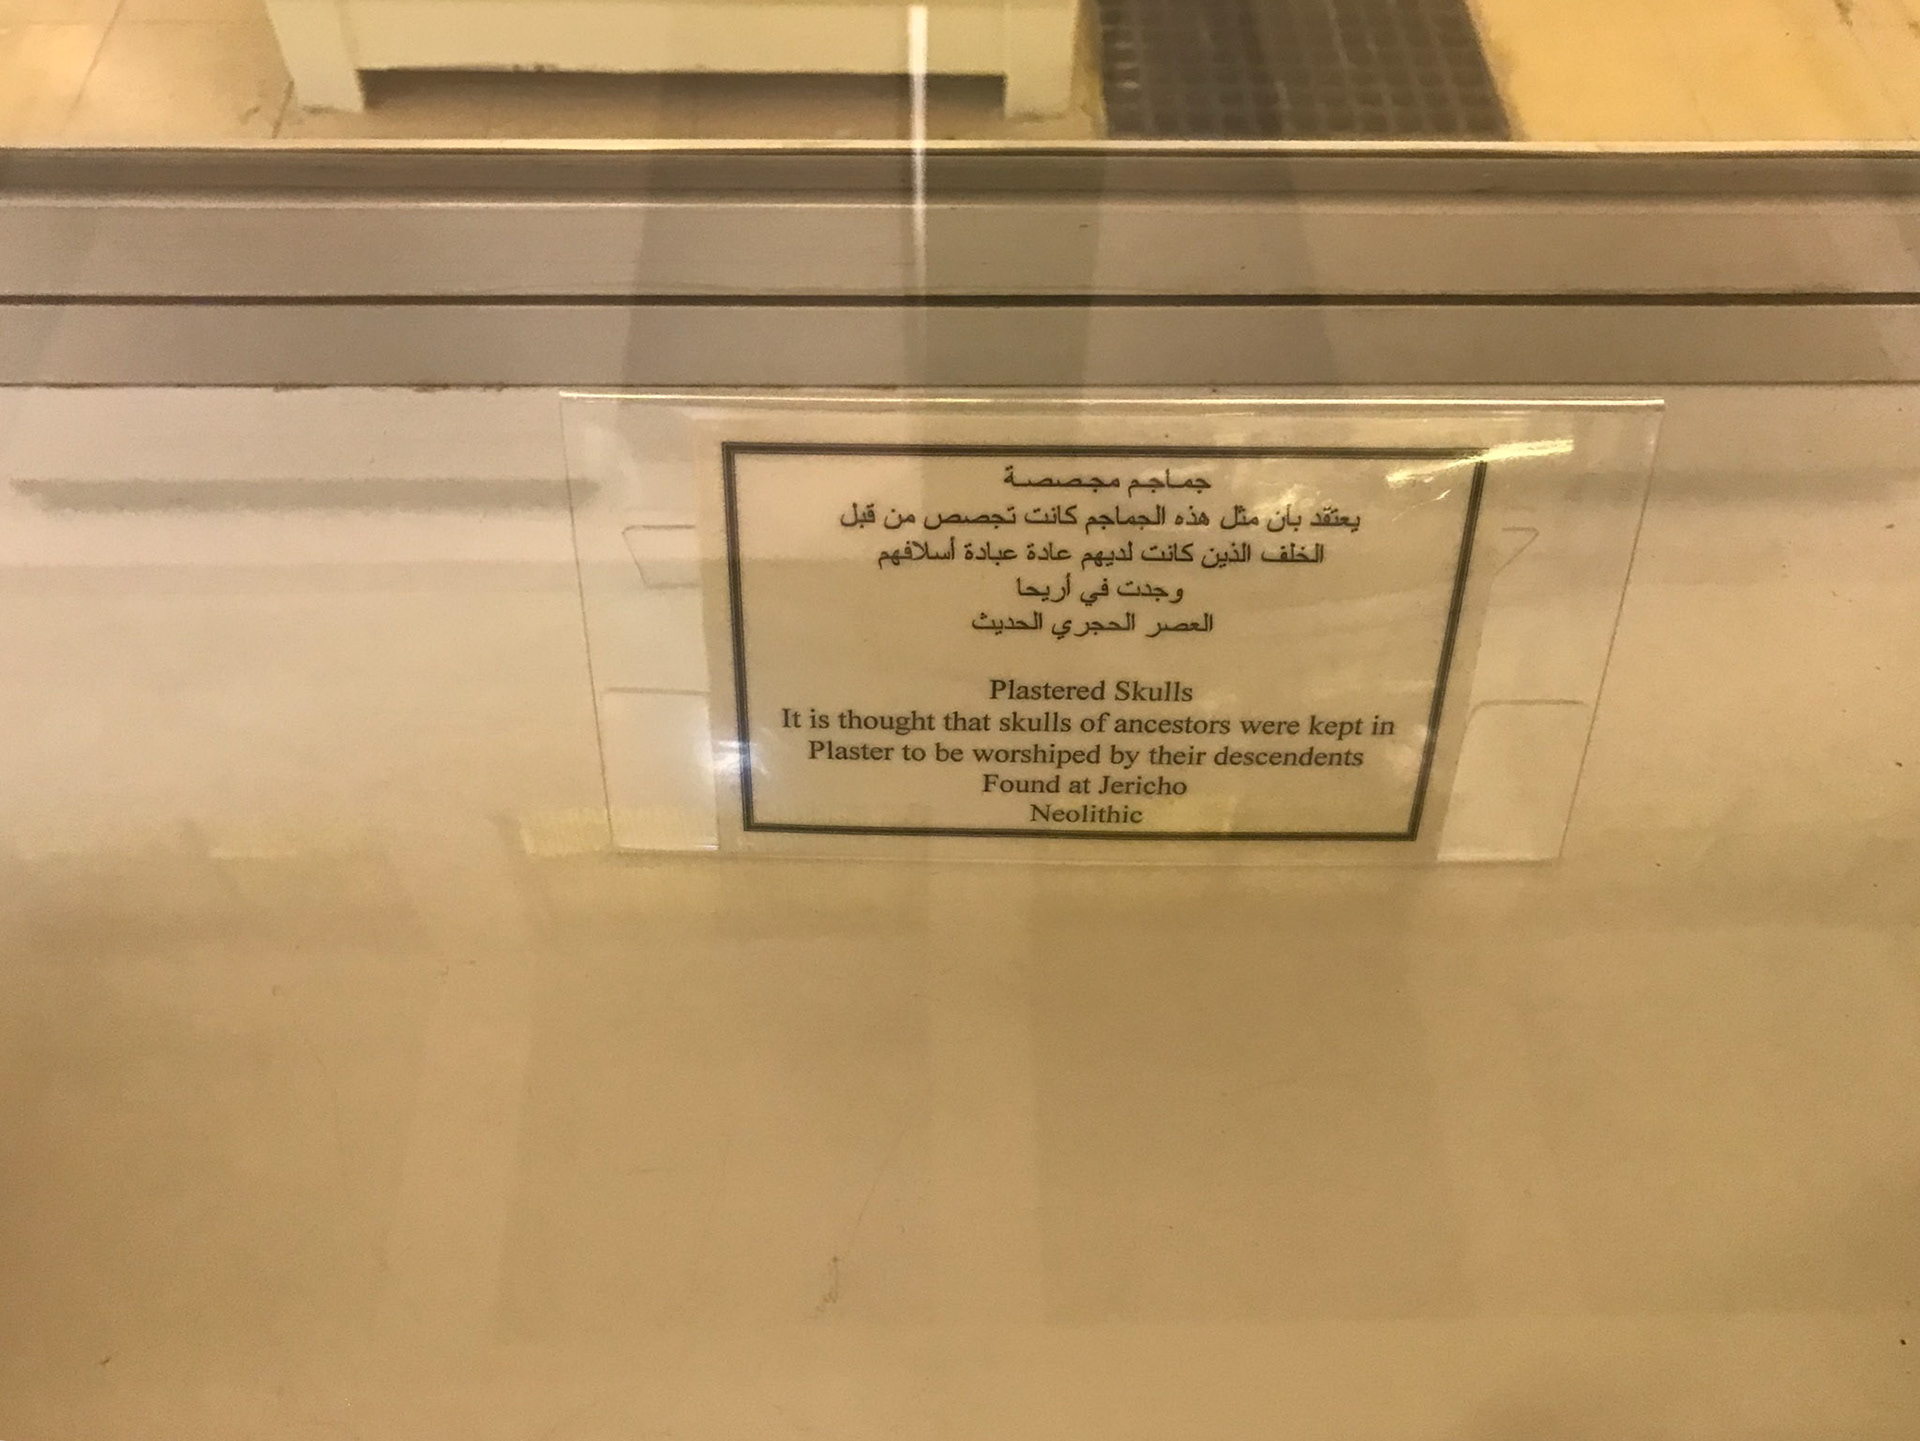 جماجم مجصصة
يعتقد بأن مثل هذه الجماجم كانت تجصص من قبل
الخلف الذين كانت لديهم عادة عبادة أسلافهم
وجدت في أريحا
العصر الحجري الحديث
Plastered Skulls
It is thought that skulls of ancestors were kept in
Plaster to be worshiped by their descendents
Found at Jericho
Neolithic